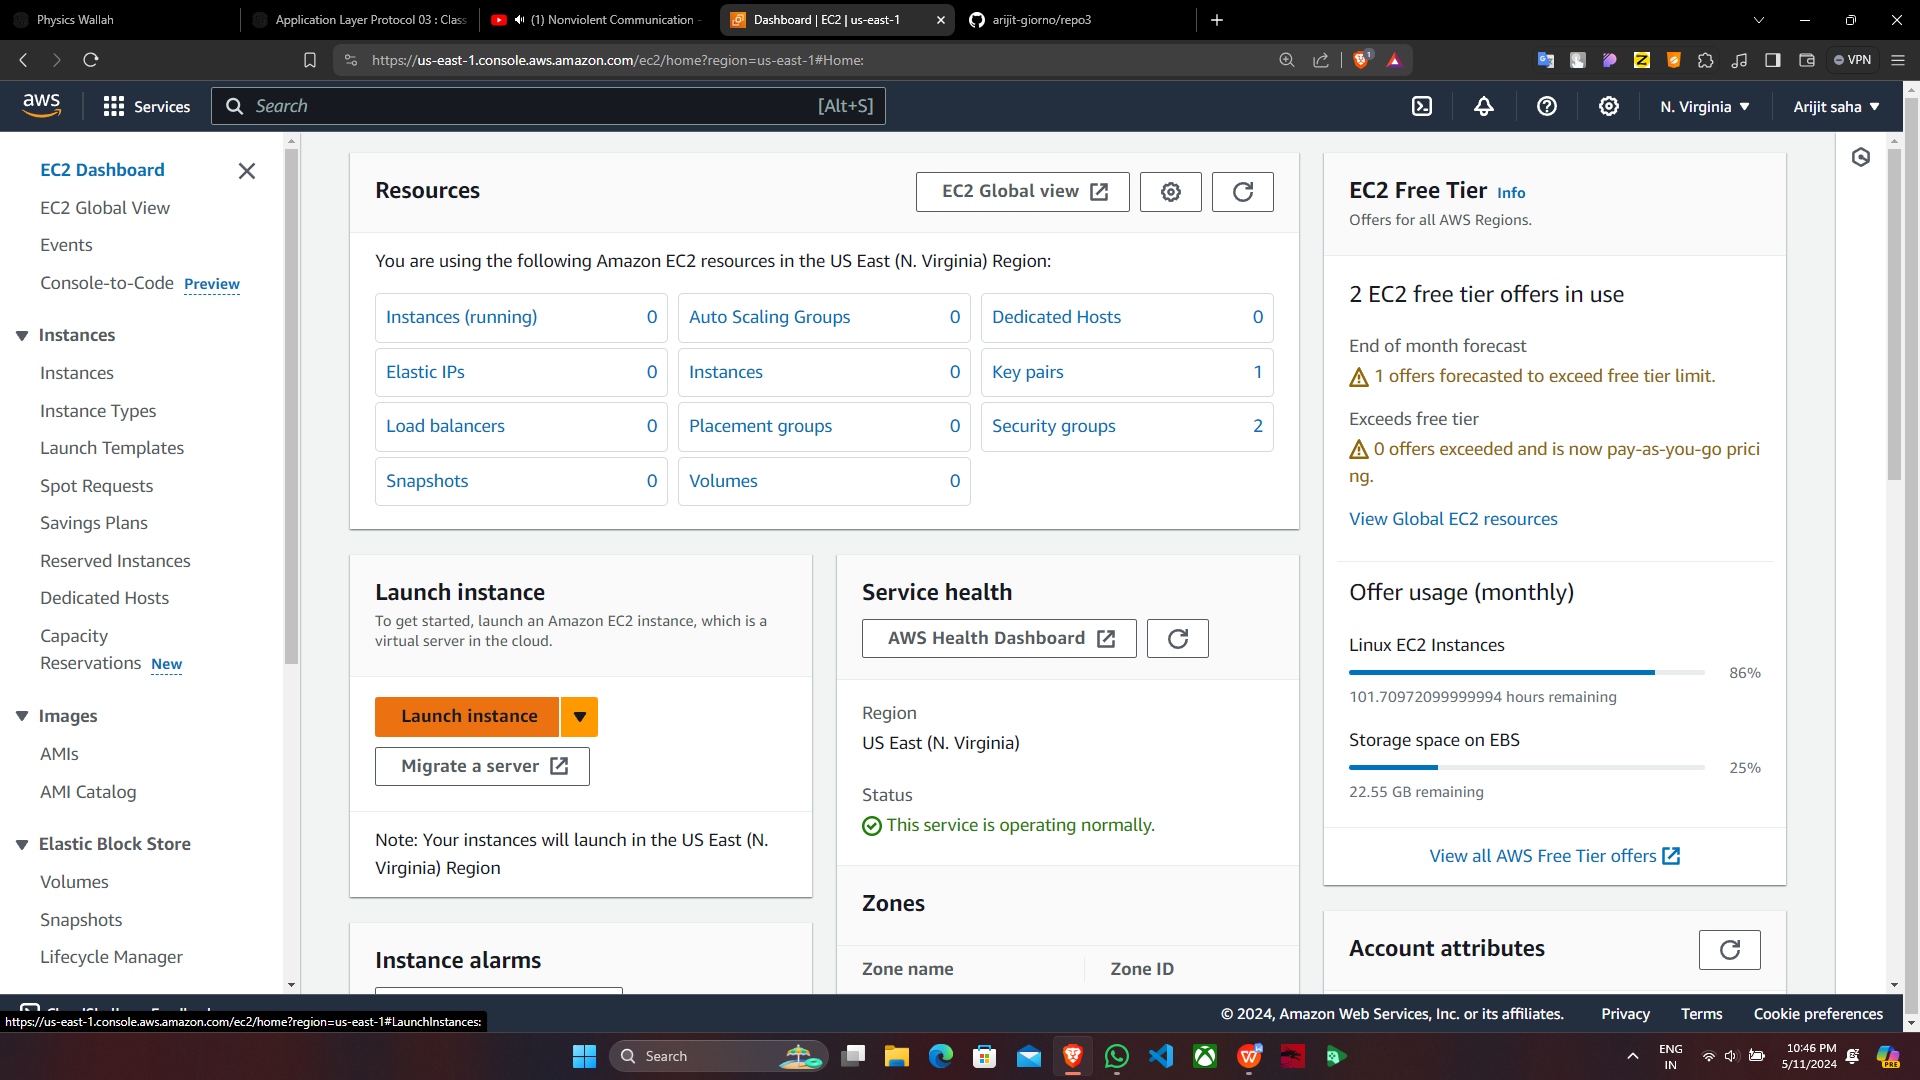 Physics Wallah
Application Layer Protocol 03 : Class
(1) Nonviolent Communication -
Dashboard | EC2 | us-east-1
arijit-giorno/repo3
https://us-east-1.console.aws.amazon.com/ec2/home?region=us-east-1#Home:
1
VPN
aws
Services
Search
[Alt+S]
N. Virginia
Arijit saha
EC2 Dashboard
EC2 Global View
Events
Console-to-Code Preview
Instances
Instances
Instance Types
Launch Templates
Spot Requests
Savings Plans
Reserved Instances
Dedicated Hosts
Capacity
Reservations New
Images
AMIs
AMI Catalog
Elastic Block Store
Volumes
Snapshots
Lifecycle Manager
Resources
EC2 Global view
You are using the following Amazon EC2 resources in the US East (N. Virginia) Region:
Instances (running) 0
Auto Scaling Groups 0
Dedicated Hosts 0
Elastic IPs 0
Instances 0
Key pairs 1
Load balancers 0
Placement groups 0
Security groups 2
Snapshots 0
Volumes 0
Launch instance
To get started, launch an Amazon EC2 instance, which is a
virtual server in the cloud.
Launch instance
Migrate a server
Note: Your instances will launch in the US East (N.
Virginia) Region
Instance alarms
Service health
AWS Health Dashboard
Region
US East (N. Virginia)
Status
This service is operating normally.
Zones
Zone name
Zone ID
EC2 Free Tier Info
Offers for all AWS Regions.
2 EC2 free tier offers in use
End of month forecast
1 offers forecasted to exceed free tier limit.
Exceeds free tier
0 offers exceeded and is now pay-as-you-go prici
ng.
View Global EC2 resources
Offer usage (monthly)
Linux EC2 Instances
86%
101.70972099999994 hours remaining
Storage space on EBS
25%
22.55 GB remaining
View all AWS Free Tier offers
Account attributes
https://us-east-1.console.aws.amazon.com/ec2/home?region=us-east-1#LaunchInstances:
© 2024, Amazon Web Services, Inc. or its affiliates.
Privacy
Terms
Cookie preferences
Search
ENG
IN
10:46 PM
5/11/2024
PRE